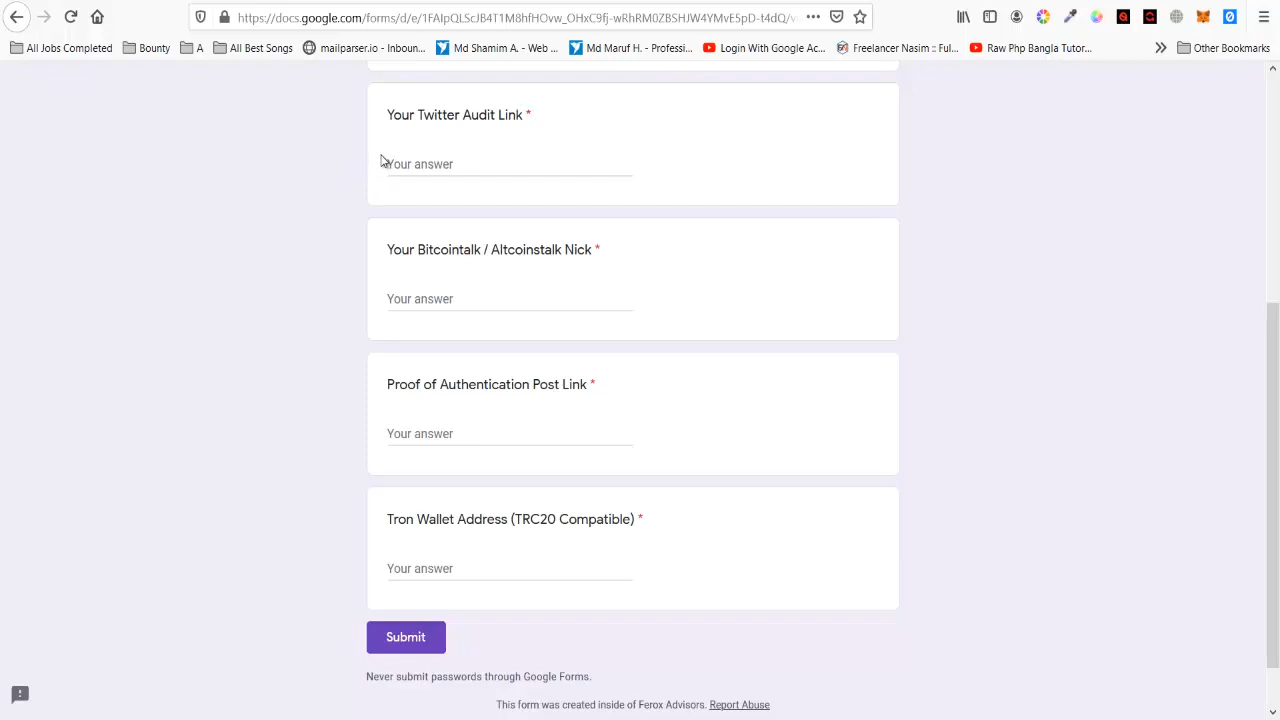 https://docs.google.com/forms/d/e/1FAIpQLScJB4T1M8hfHOvw_OHxC9fj-wRhRM0ZBSHJW4YMvE5pD-t4dQ/v
All Jobs Completed Bounty A All Best Songs mailparser.io - Inboun... Md Shamim A. - Web ... Md Maruf H. - Professi... Login With Google Ac... Freelancer Nasim :: Ful... Raw Php Bangla Tutor... Other Bookmarks
Your Twitter Audit Link *
Your answer
Your Bitcointalk / Altcoinstalk Nick *
Your answer
Proof of Authentication Post Link *
Your answer
Tron Wallet Address (TRC20 Compatible) *
Your answer
Submit
Never submit passwords through Google Forms.
This form was created inside of Ferox Advisors. Report Abuse